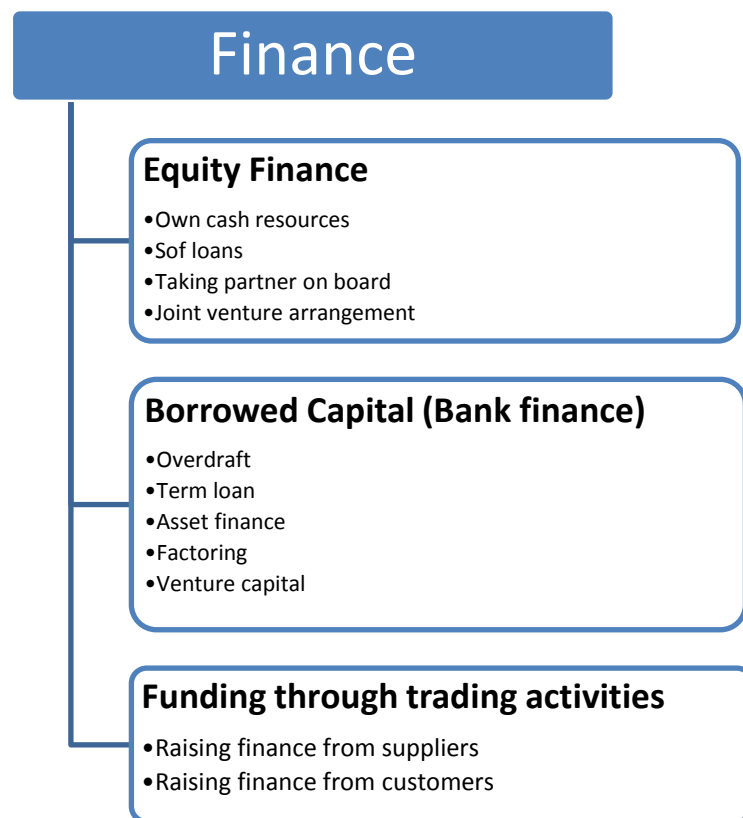 Finance
Equity Finance
•Own cash resources
•Sof loans
•Taking partner on board
•Joint venture arrangement
Borrowed Capital (Bank finance)
•Overdraft
•Term loan
•Asset finance
•Factoring
•Venture capital
Funding through trading activities
•Raising finance from suppliers
•Raising finance from customers